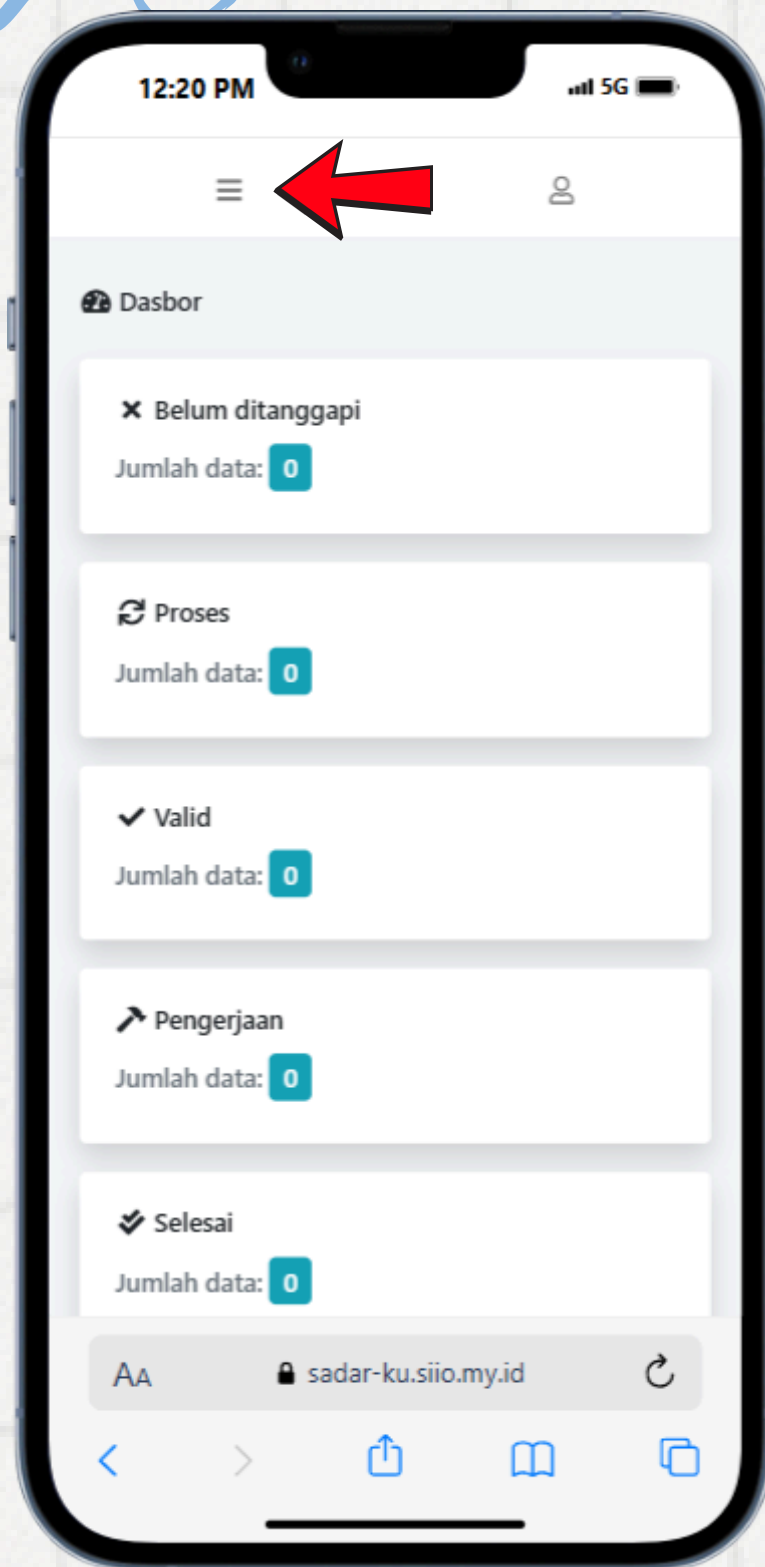 12:20 PM 5G
Dasbor
Belum ditanggapi
Jumlah data: 0
Proses
Jumlah data: 0
Valid
Jumlah data: 0
Pengerjaan
Jumlah data: 0
Selesai
Jumlah data: 0
AA sadar-ku.siio.my.id